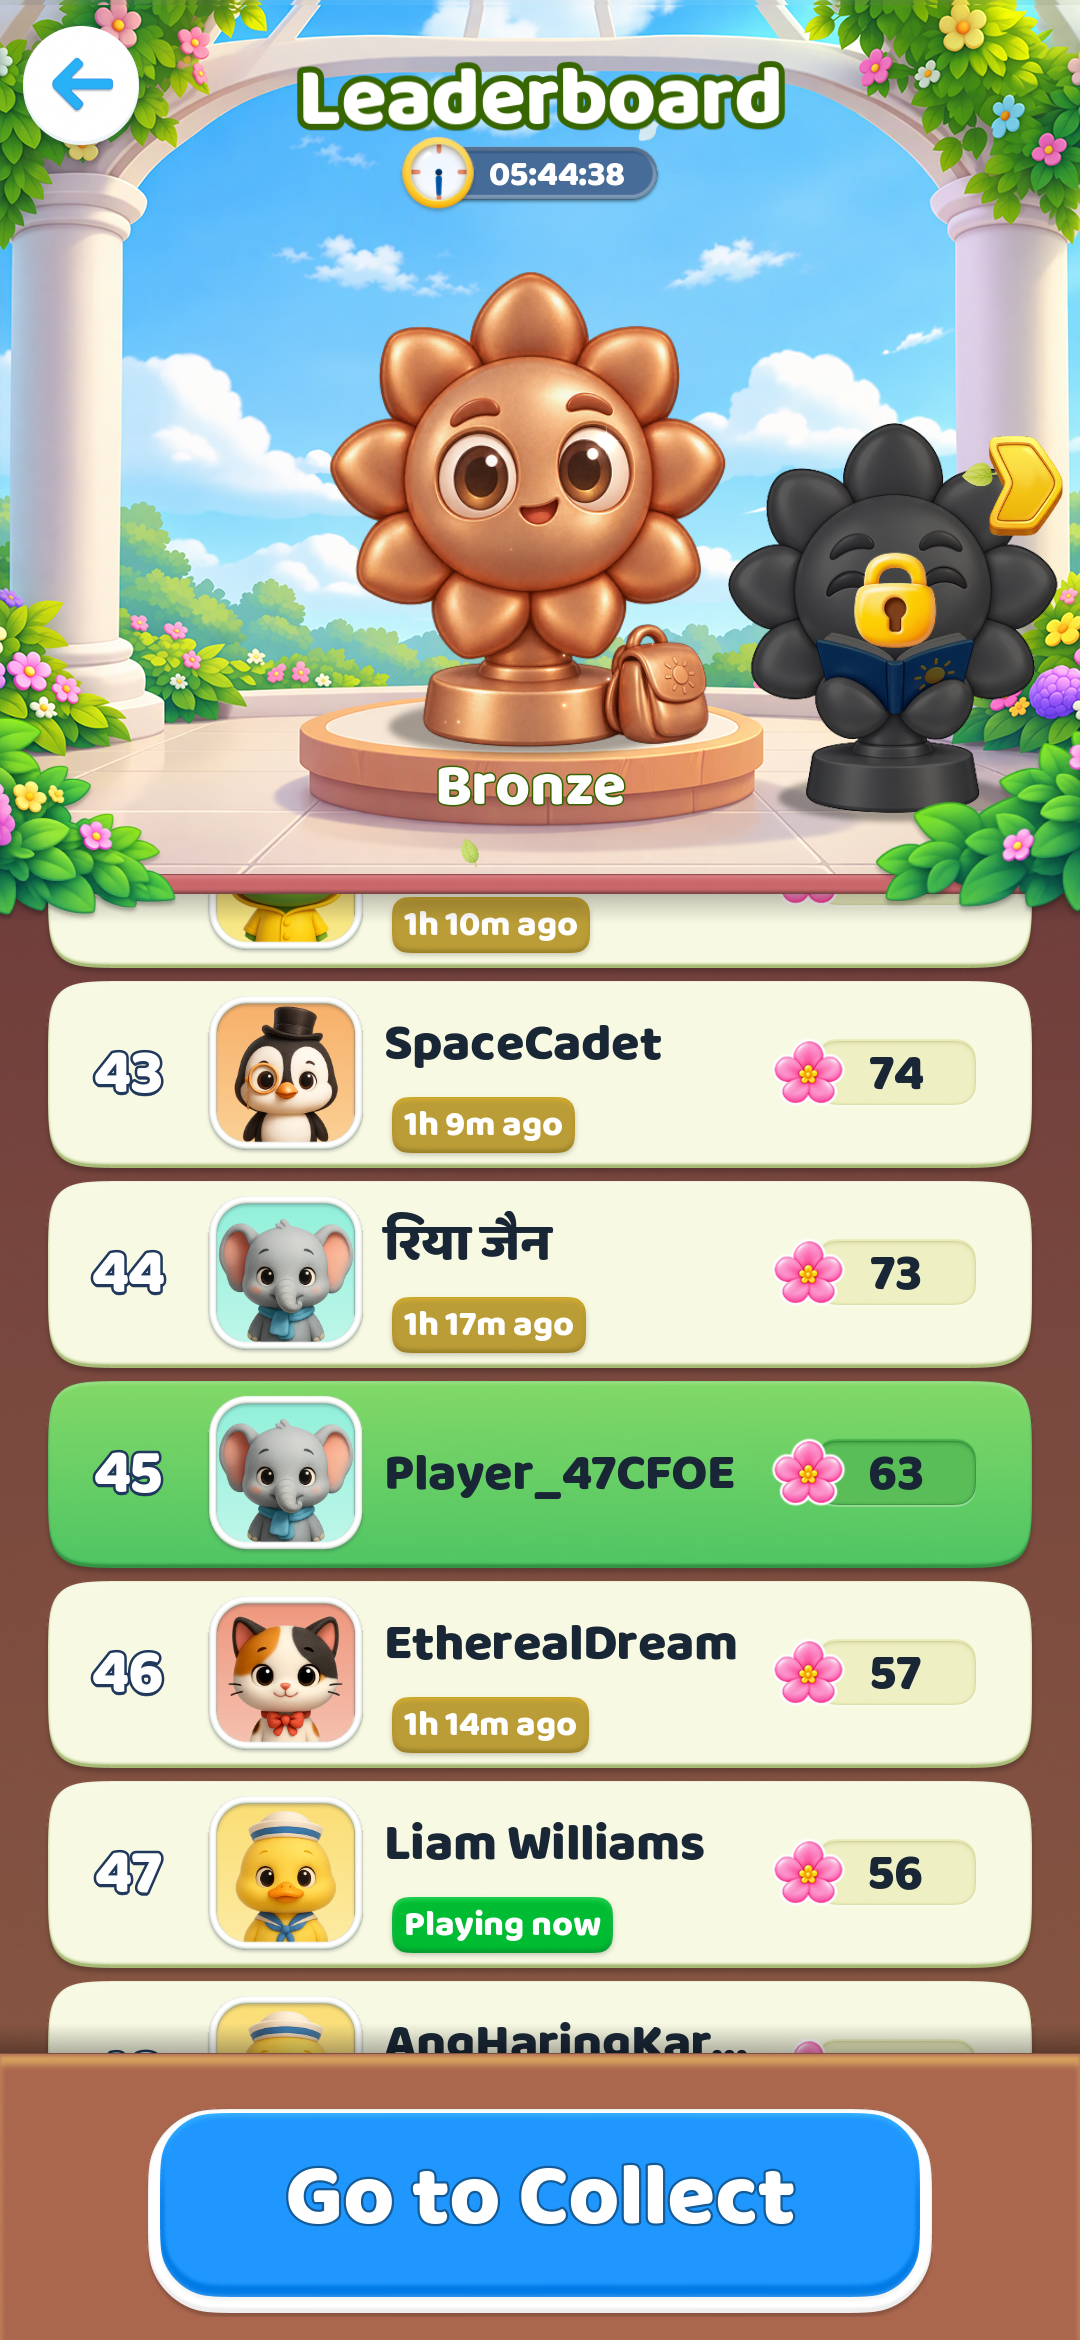 Leaderboard
05:44:38
Bronze
1h 10m ago
43
SpaceCadet
74
1h 9m ago
44
रिया जैन
73
1h 17m ago
45
Player_47CFOE
63
46
EtherealDream
57
1h 14m ago
47
Liam Williams
56
Playing now
AngHaringKar...
Go to Collect